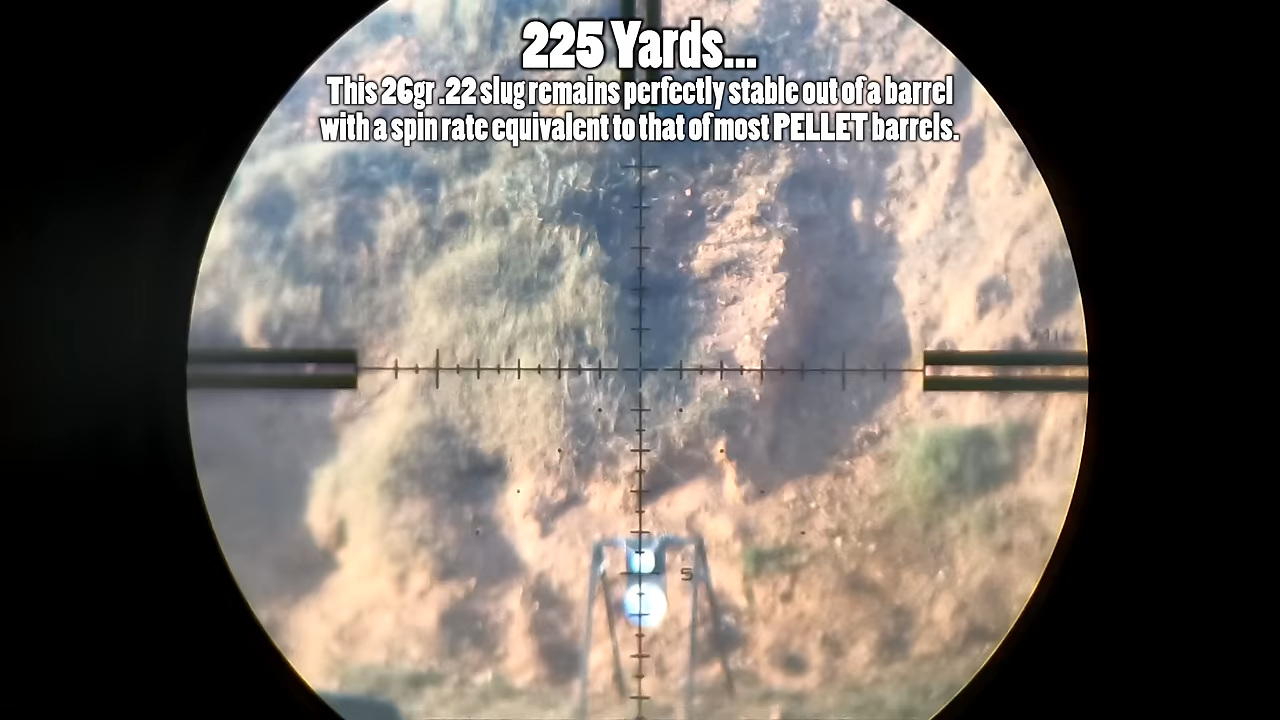 225 Yards...
This 26gr .22 slug remains perfectly stable out of a barrel
with a spin rate equivalent to that of most PELLET barrels.
5